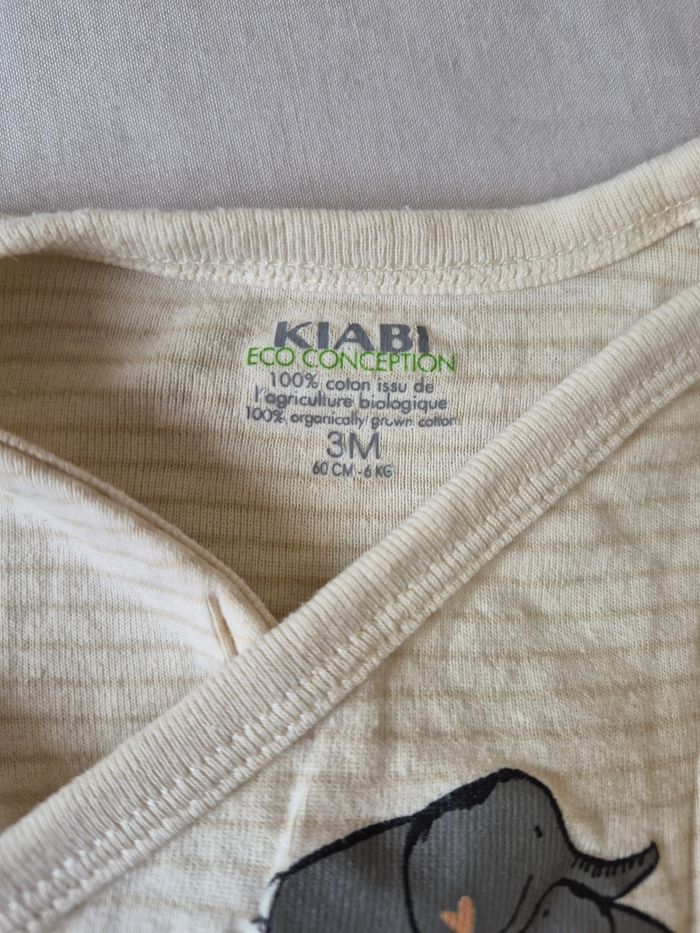 KIABI
ECO CONCEPTION
100% coton issu de
l'agriculture biologique
100% organically grown cotton
3M
60 CM - 6 KG